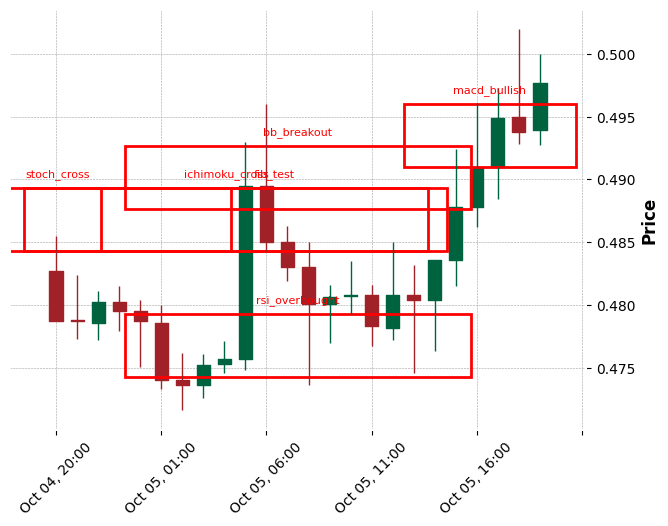 macd_bullish
bb_breakout
stoch_cross
ichimoku_cross
fib_test
rsi_overbought
0.500
0.495
0.490
0.485
0.480
0.475
Price
Oct 04, 20:00
Oct 05, 01:00
Oct 05, 06:00
Oct 05, 11:00
Oct 05, 16:00